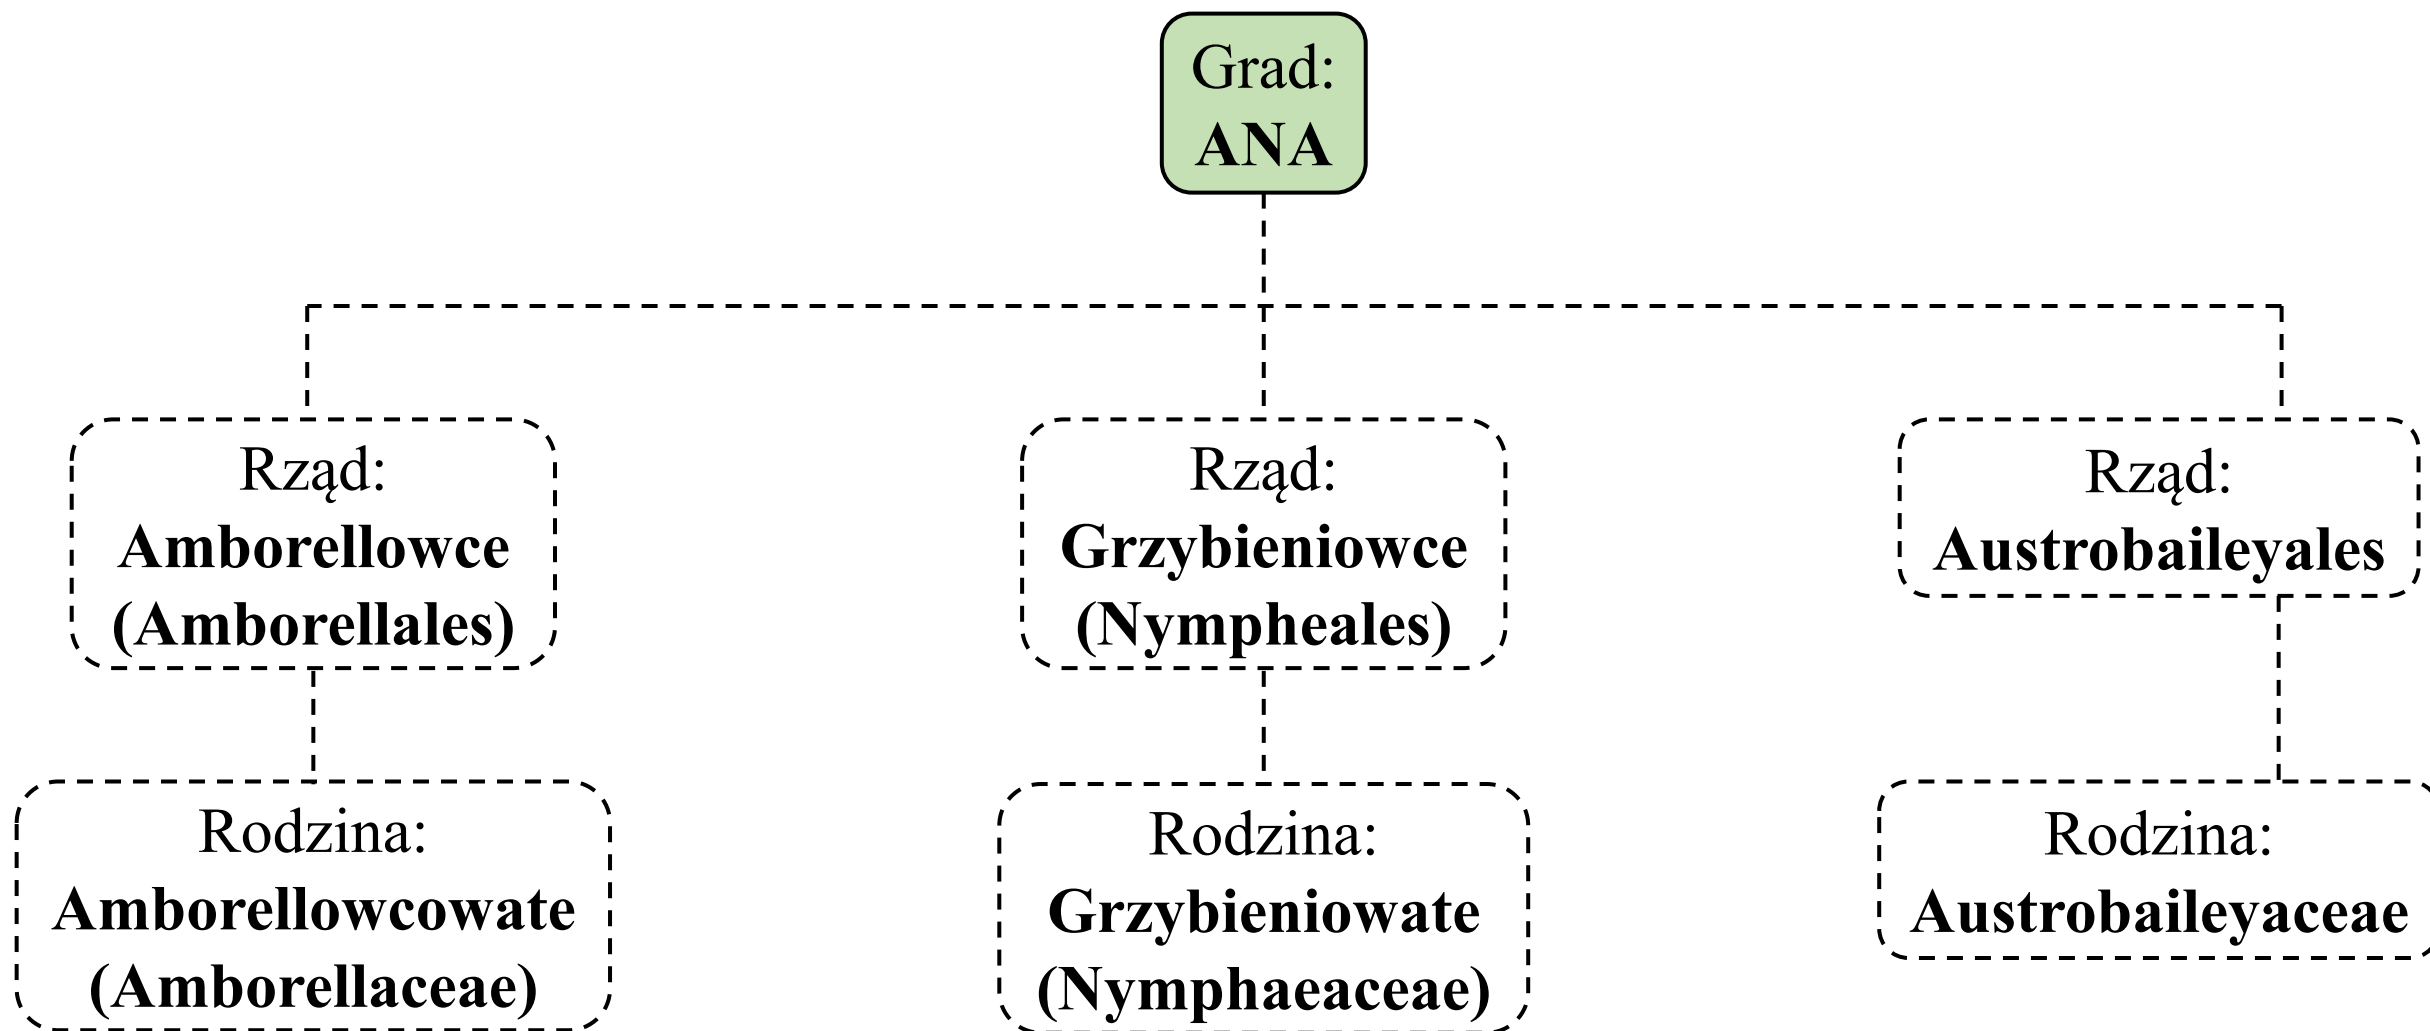 Grad:
ANA
Rząd:
Amborellowce
(Amborellales)
Rząd:
Grzybieniowce
(Nympheales)
Rząd:
Austrobaileyales
Rodzina:
Amborellowcowate
(Amborellaceae)
Rodzina:
Grzybieniowate
(Nymphaeaceae)
Rodzina:
Austrobaileyaceae